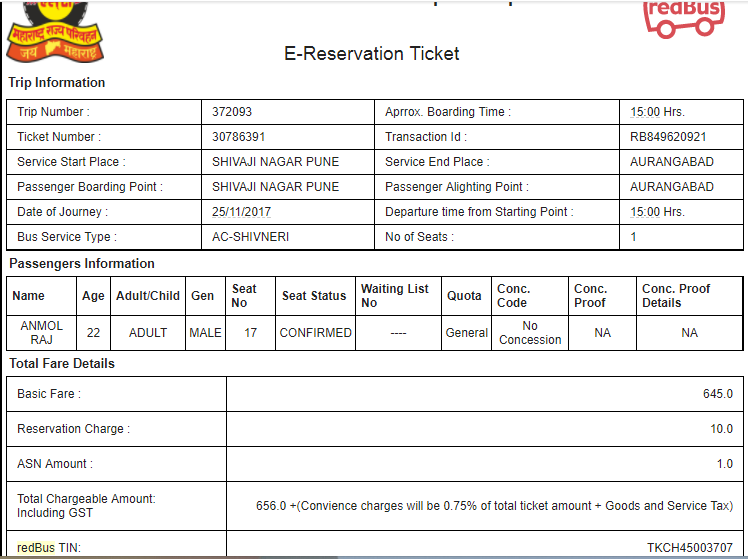 महाराष्ट्र राज्य परिवहन
जय महाराष्ट्र
redBus
E-Reservation Ticket
Trip Information
Trip Number : 372093 Aprrox. Boarding Time : 15:00 Hrs.
Ticket Number : 30786391 Transaction Id : RB849620921
Service Start Place : SHIVAJI NAGAR PUNE Service End Place : AURANGABAD
Passenger Boarding Point : SHIVAJI NAGAR PUNE Passenger Alighting Point : AURANGABAD
Date of Journey : 25/11/2017 Departure time from Starting Point : 15:00 Hrs.
Bus Service Type : AC-SHIVNERI No of Seats : 1
Passengers Information
Name Age Adult/Child Gen Seat No Seat Status Waiting List No Quota Conc. Code Conc. Proof Conc. Proof Details
ANMOL RAJ 22 ADULT MALE 17 CONFIRMED ---- General No Concession NA NA
Total Fare Details
Basic Fare : 645.0
Reservation Charge : 10.0
ASN Amount : 1.0
Total Chargeable Amount:
Including GST 656.0 +(Convience charges will be 0.75% of total ticket amount + Goods and Service Tax)
redBus TIN: TKCH45003707